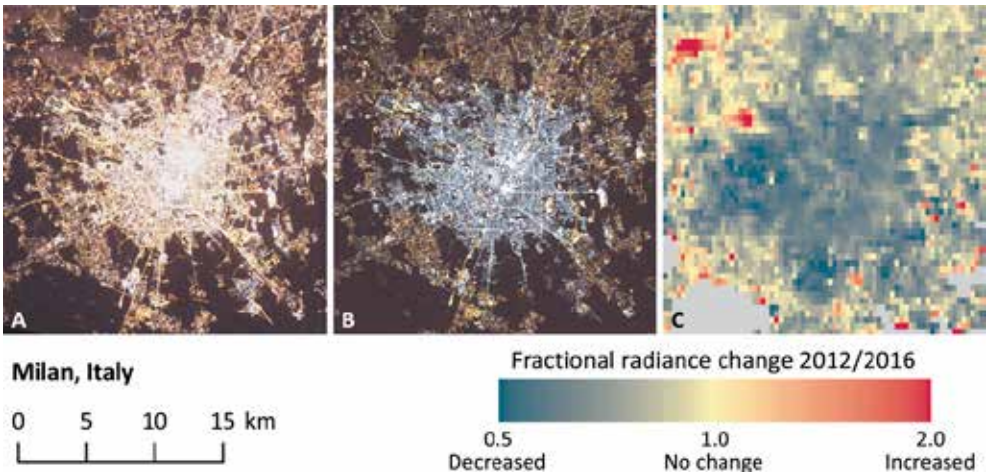 A
B
C
Milan, Italy
0 5 10 15 km
Fractional radiance change 2012/2016
0.5 1.0 2.0
Decreased No change Increased